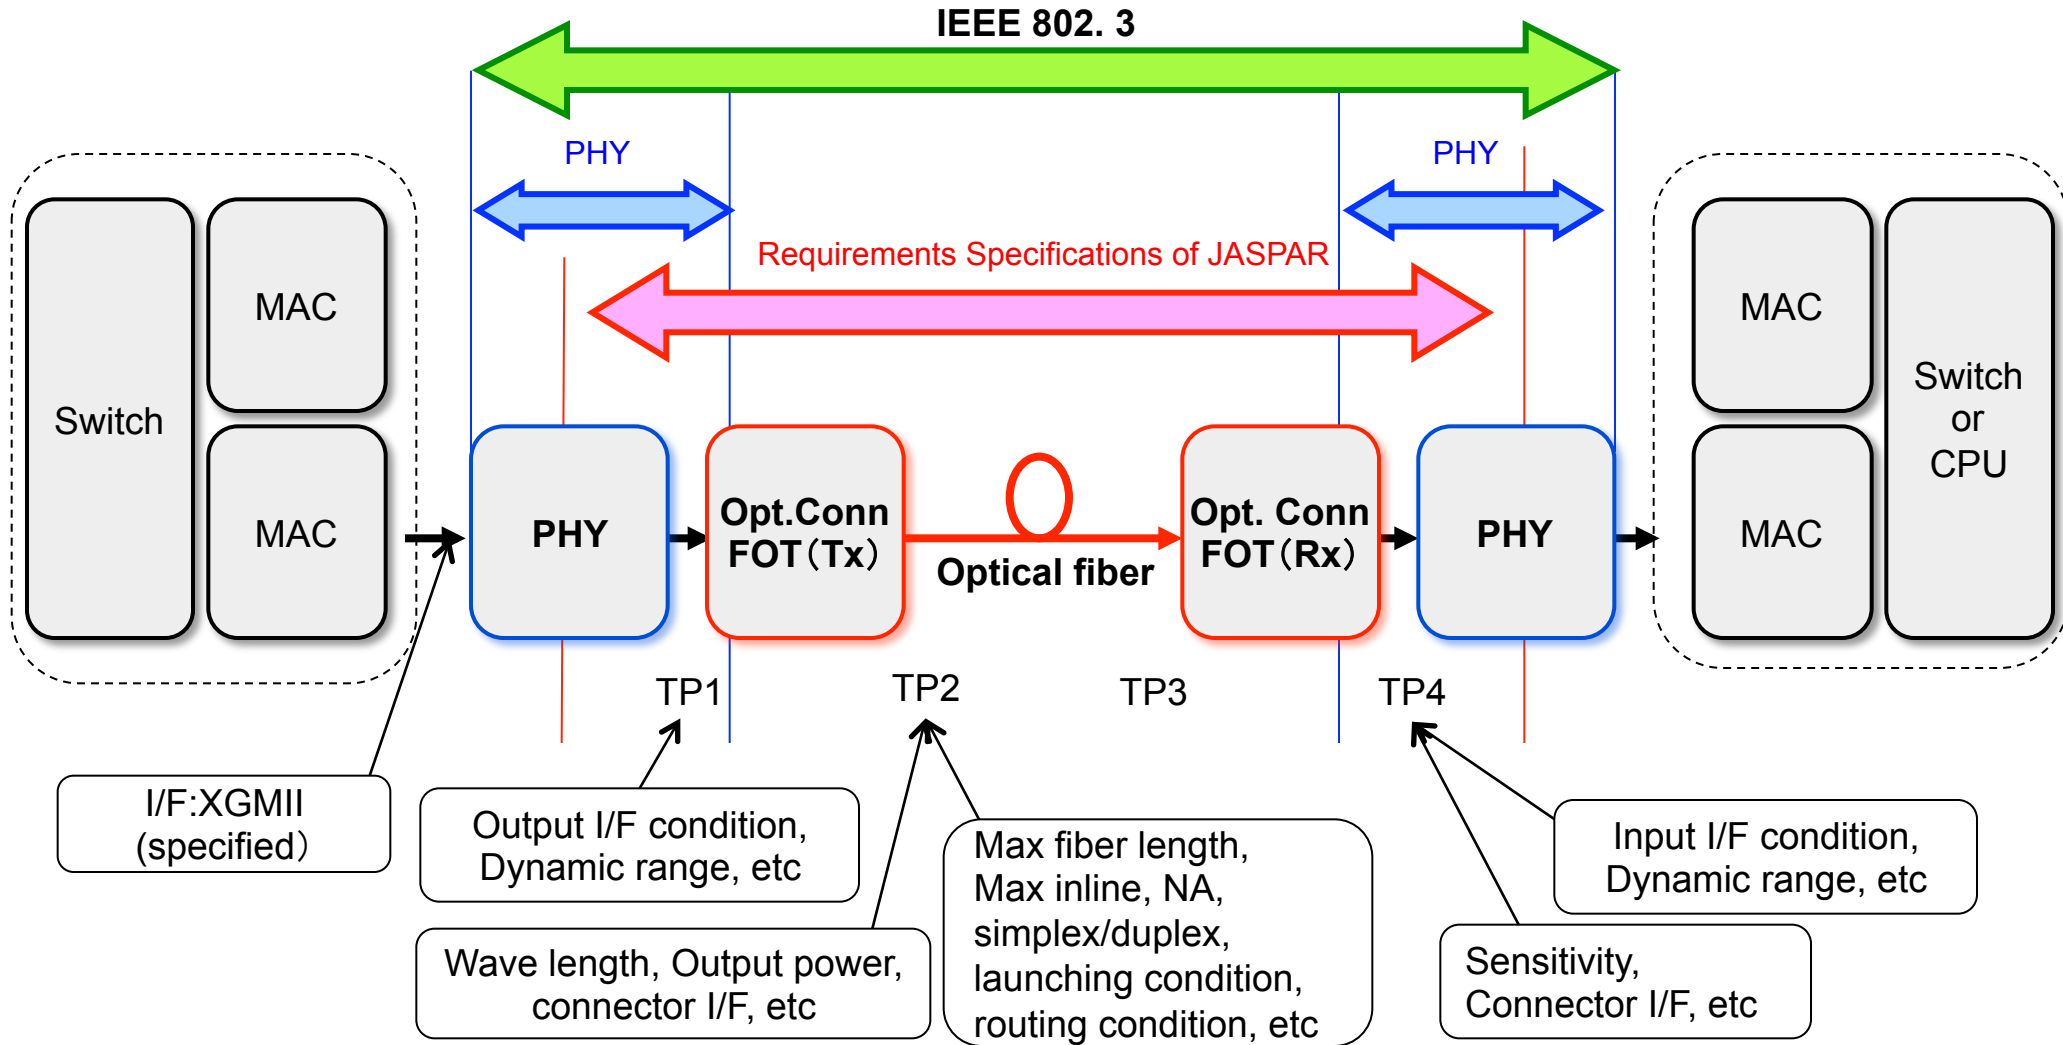 IEEE 802. 3
PHY
PHY
Requirements Specifications of JASPAR
Switch
MAC
MAC
PHY
Opt.Conn
FOT（Tx）
Optical fiber
Opt. Conn
FOT（Rx）
PHY
MAC
MAC
Switch
or
CPU
TP1
TP2
TP3
TP4
I/F:XGMII
(specified）
Output I/F condition,
Dynamic range, etc
Wave length, Output power,
connector I/F, etc
Max fiber length,
Max inline, NA,
simplex/duplex,
launching condition,
routing condition, etc
Input I/F condition,
Dynamic range, etc
Sensitivity,
Connector I/F, etc